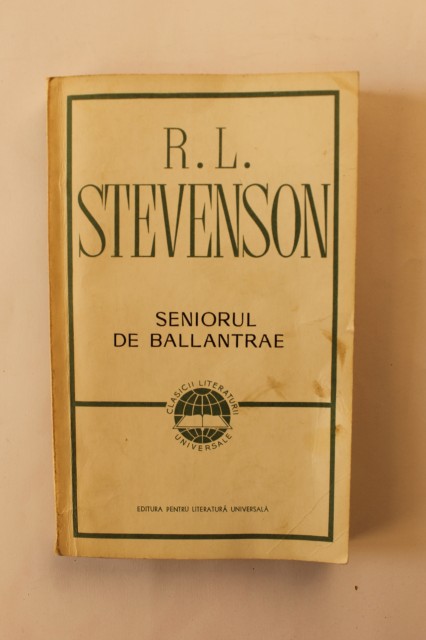 R. L.
STEVENSON
SENIORUL
DE BALLANTRAE
CLASICII LITERATURII
UNIVERSALE
EDITURA PENTRU LITERATURĂ UNIVERSALĂ